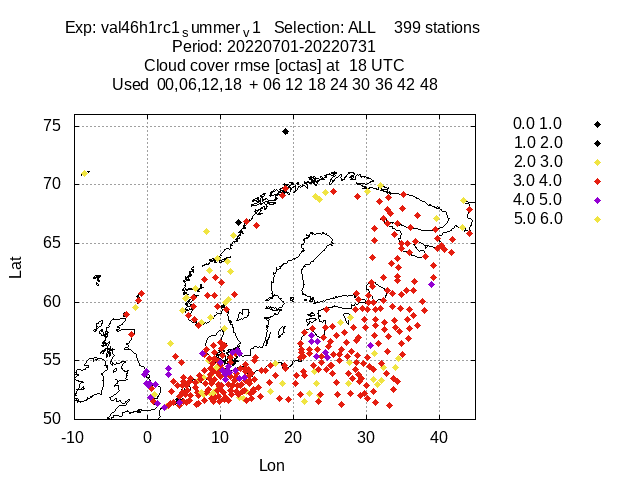 Exp: val46h1rc1summerv1   Selection: ALL    399 stations
Period: 20220701-20220731
Cloud cover rmse [octas] at  18 UTC
Used  00,06,12,18  + 06 12 18 24 30 36 42 48
75
70
65
60
55
50
Lat
-10 0 10 20 30 40
Lon
0.0 1.0
1.0 2.0
2.0 3.0
3.0 4.0
4.0 5.0
5.0 6.0